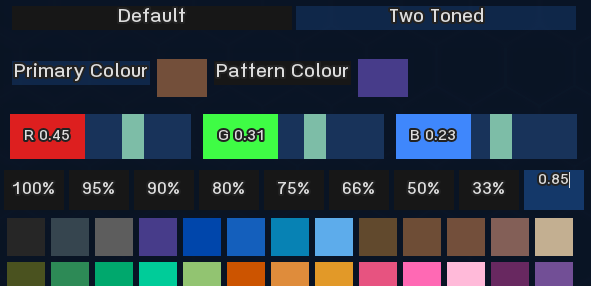 Default Two Toned
Primary Colour Pattern Colour
R 0.45 G 0.31 B 0.23
100% 95% 90% 80% 75% 66% 50% 33% 0.85